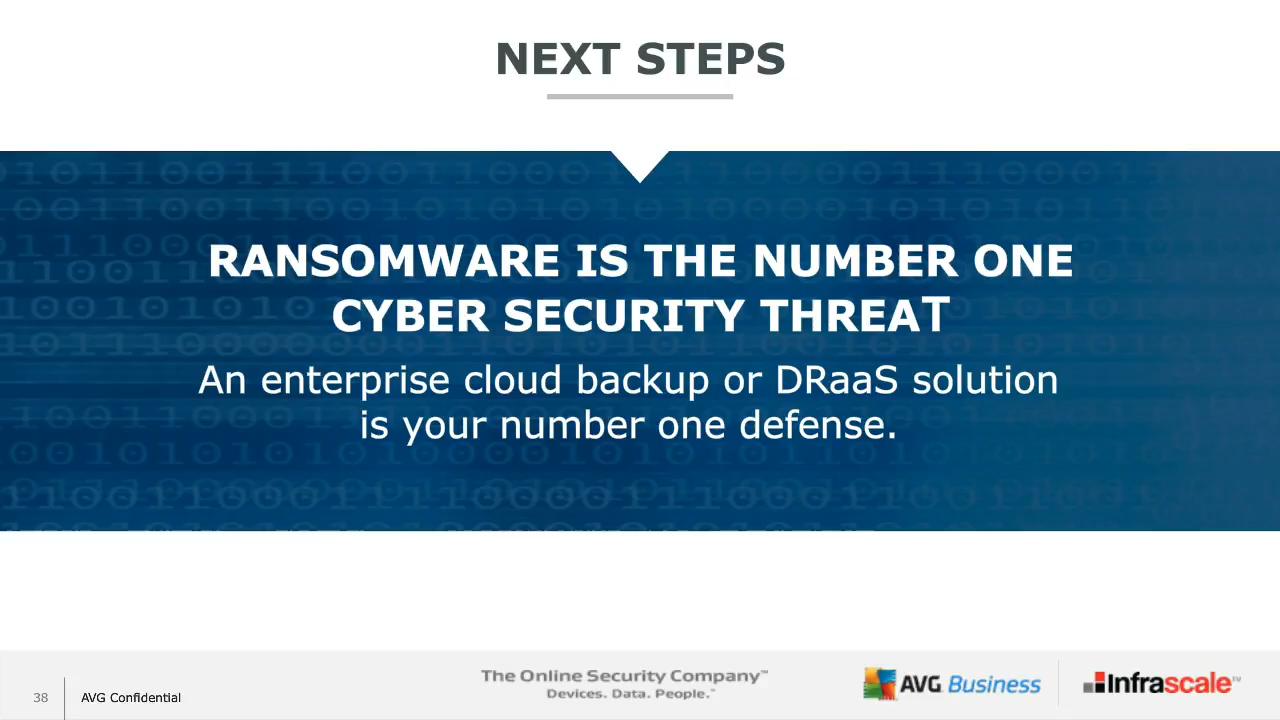 NEXT STEPS
RANSOMWARE IS THE NUMBER ONE
CYBER SECURITY THREAT
An enterprise cloud backup or DRaaS solution
is your number one defense.
The Online Security Company™
Devices. Data. People.™
38
AVG Confidential
AVG Business
Infrascale™